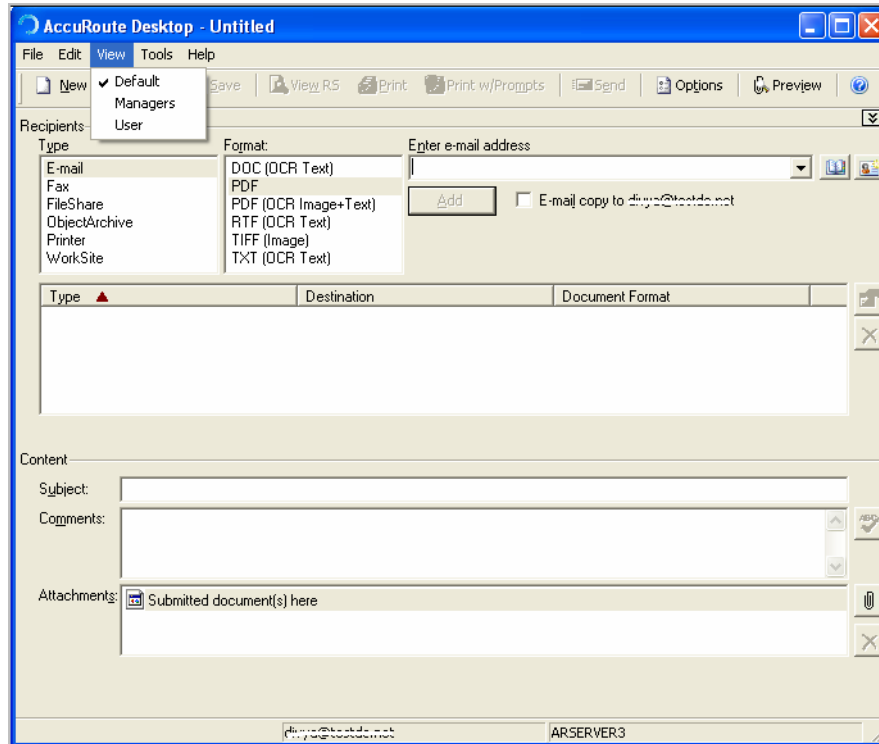 AccuRoute Desktop - Untitled
File Edit View Tools Help
New Save View RS Print Print w/Prompts Send Options Preview
Default
Managers
User
Recipients
Type Format: Enter e-mail address
E-mail
Fax
FileShare
ObjectArchive
Printer
WorkSite
DOC (OCR Text)
PDF
PDF (OCR Image+Text)
RTF (OCR Text)
TIFF (Image)
TXT (OCR Text)
Add E-mail copy to
Type Destination Document Format
Content
Subject:
Comments:
ABC
Attachments: Submitted document(s) here
ARSERVER3